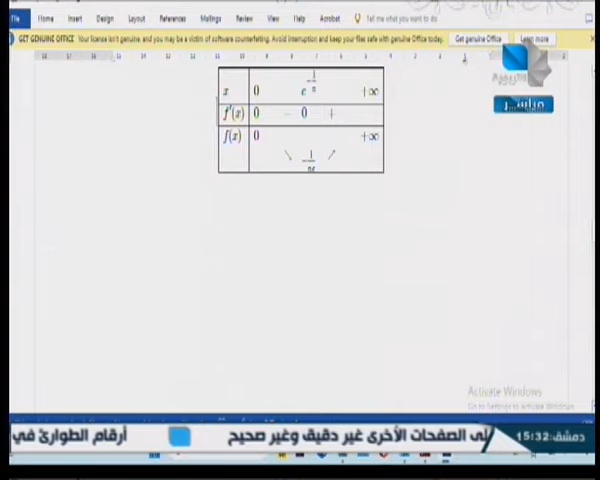 File Home Insert Design Layout References Mailings Review View Help Acrobat Tell me what you want to do
GET GENUINE OFFICE Your license isn't genuine, and you may be a victim of software counterfeiting. Avoid interruption and keep your files safe with genuine Office today. Get genuine Office Learn more
التربوية
مباشر
x 0 e^{-1/n} +∞
f'(x) 0 − 0 +
f(x) 0 ↘ ↗ +∞
Activate Windows
Go to Settings to activate Windows.
دمشق: 15:32
لى الصفحات الأخرى غير دقيق وغير صحيح
أرقام الطوارئ في